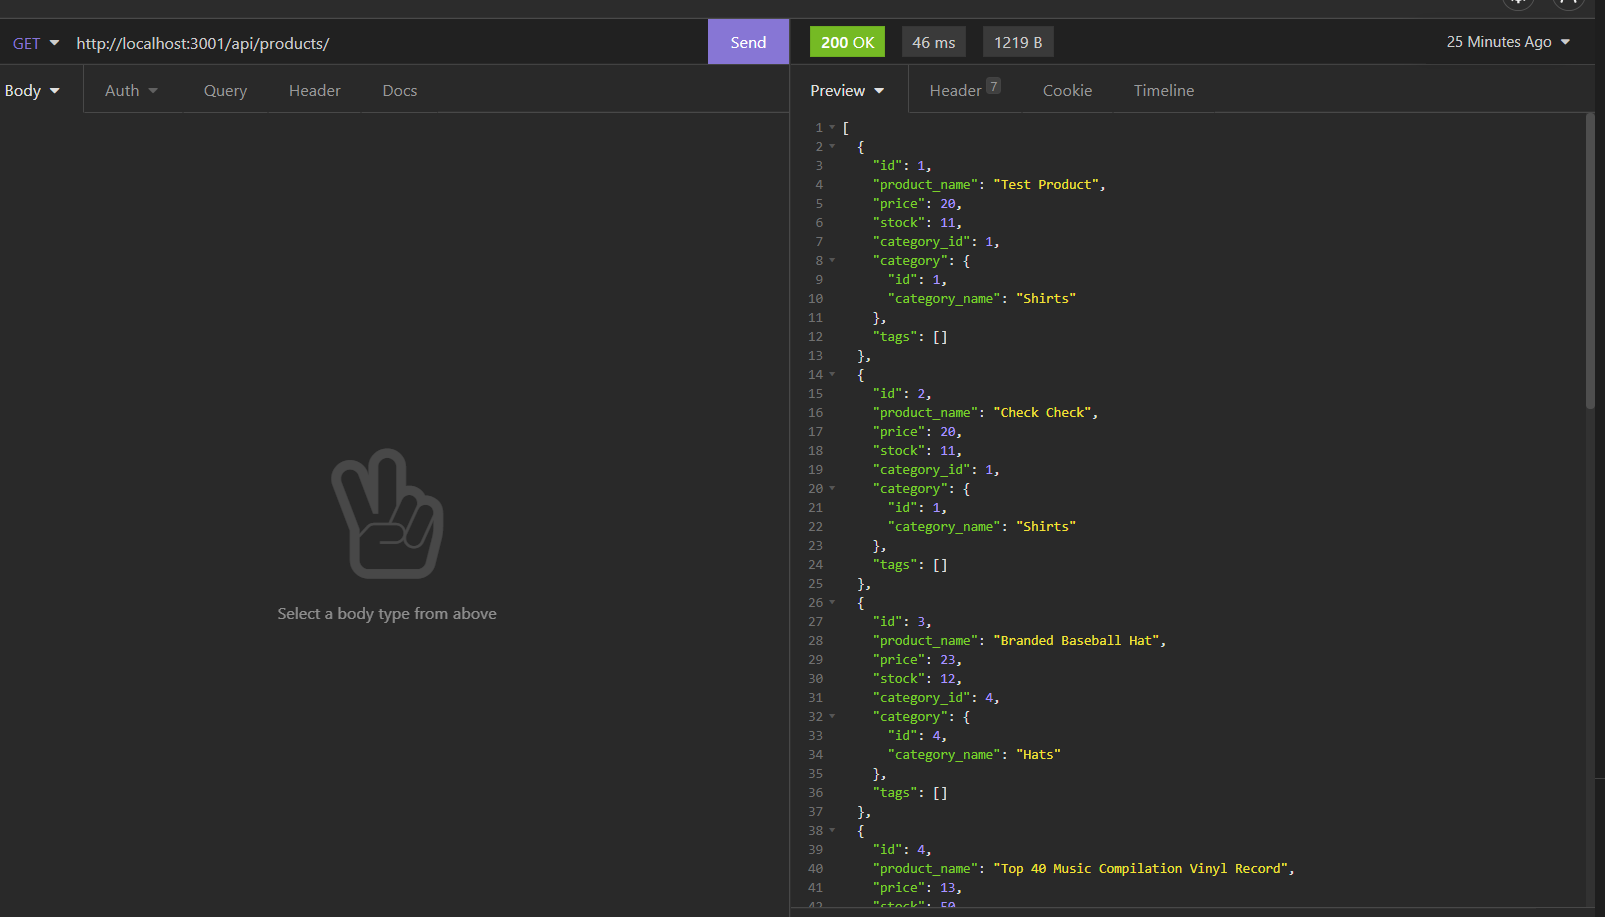 GET http://localhost:3001/api/products/ Send 200 OK 46 ms 1219 B 25 Minutes Ago
Body Auth Query Header Docs
Select a body type from above
Preview Header 7 Cookie Timeline
1 [
2 {
3 "id": 1,
4 "product_name": "Test Product",
5 "price": 20,
6 "stock": 11,
7 "category_id": 1,
8 "category": {
9 "id": 1,
10 "category_name": "Shirts"
11 },
12 "tags": []
13 },
14 {
15 "id": 2,
16 "product_name": "Check Check",
17 "price": 20,
18 "stock": 11,
19 "category_id": 1,
20 "category": {
21 "id": 1,
22 "category_name": "Shirts"
23 },
24 "tags": []
25 },
26 {
27 "id": 3,
28 "product_name": "Branded Baseball Hat",
29 "price": 23,
30 "stock": 12,
31 "category_id": 4,
32 "category": {
33 "id": 4,
34 "category_name": "Hats"
35 },
36 "tags": []
37 },
38 {
39 "id": 4,
40 "product_name": "Top 40 Music Compilation Vinyl Record",
41 "price": 13,
42 "stock": 50